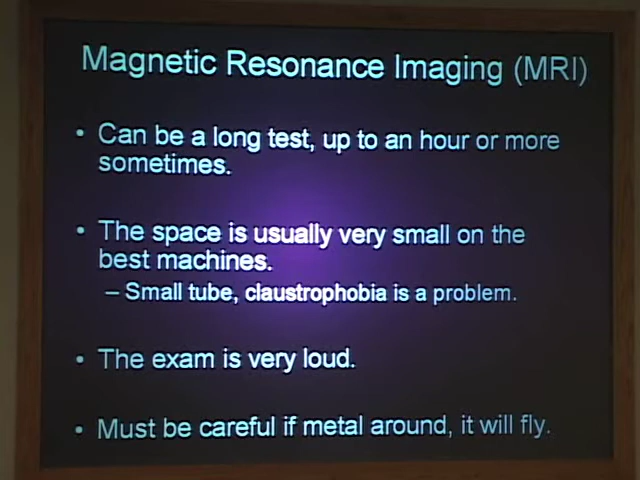 Magnetic Resonance Imaging (MRI)
• Can be a long test, up to an hour or more
sometimes.
• The space is usually very small on the
best machines.
– Small tube, claustrophobia is a problem.
• The exam is very loud.
• Must be careful if metal around, it will fly.